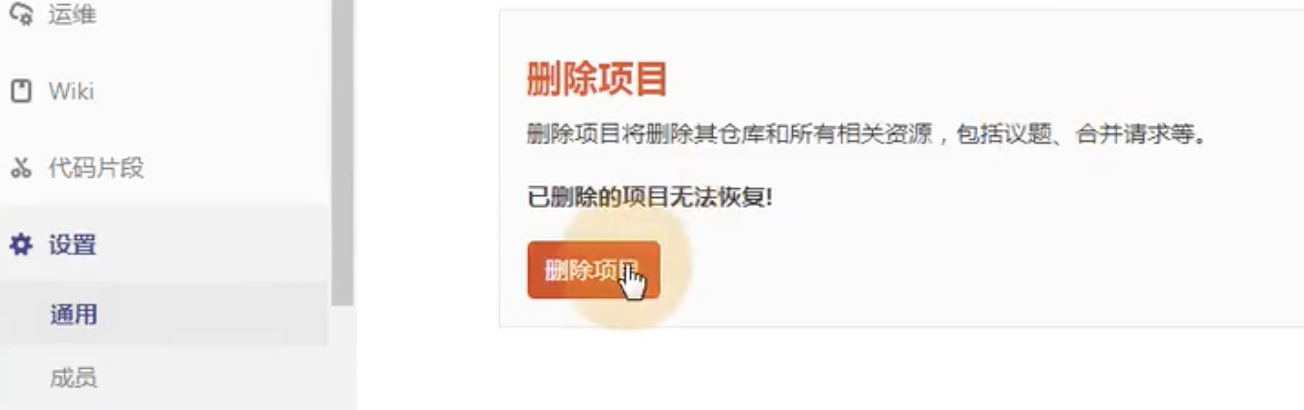 运维
Wiki
代码片段
设置
通用
成员
删除项目
删除项目将删除其仓库和所有相关资源，包括议题、合并请求等。
已删除的项目无法恢复!
删除项目